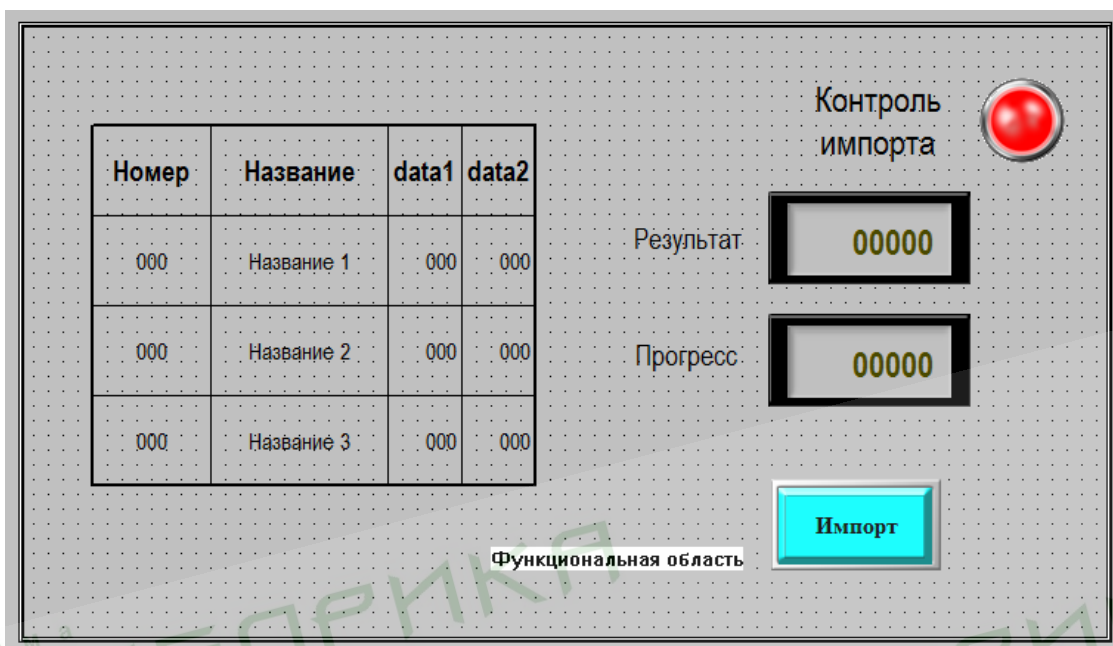 Контроль
импорта
Номер Название data1 data2
000 Название 1 000 000
000 Название 2 000 000
000 Название 3 000 000
Результат 00000
Прогресс 00000
Импорт
Функциональная область